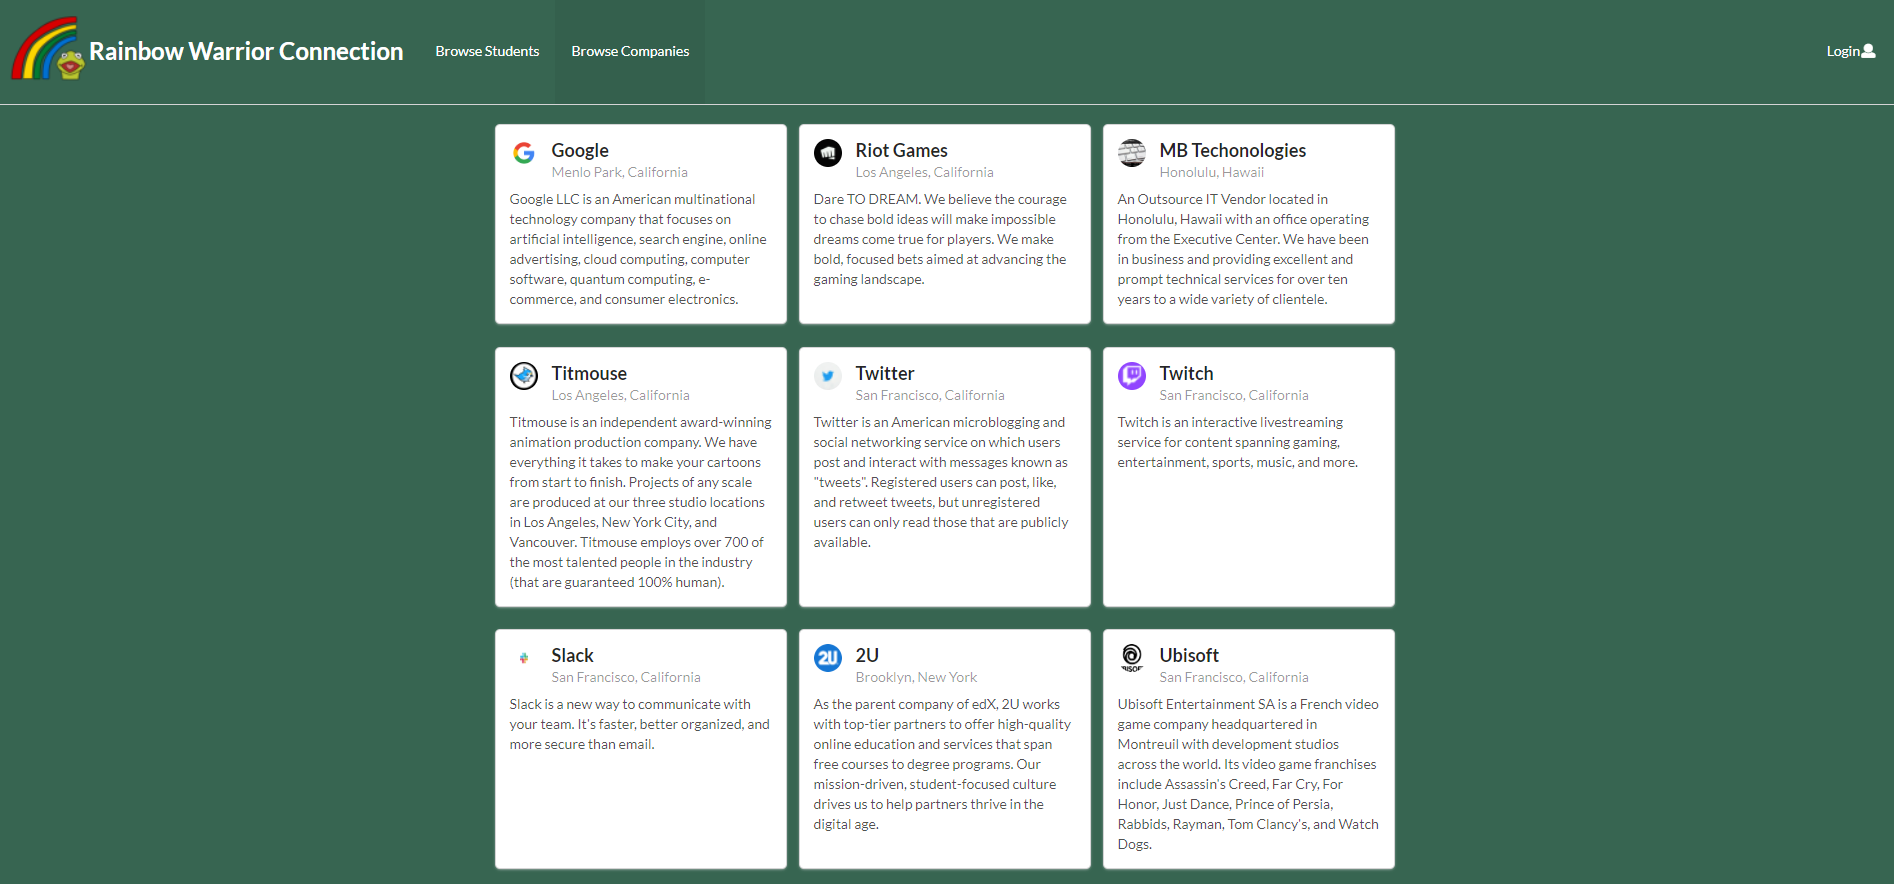 Rainbow Warrior Connection
Browse Students
Browse Companies
Login
Google
Menlo Park, California
Google LLC is an American multinational
technology company that focuses on
artificial intelligence, search engine, online
advertising, cloud computing, computer
software, quantum computing, e-
commerce, and consumer electronics.
Riot Games
Los Angeles, California
Dare TO DREAM. We believe the courage
to chase bold ideas will make impossible
dreams come true for players. We make
bold, focused bets aimed at advancing the
gaming landscape.
MB Techonologies
Honolulu, Hawaii
An Outsource IT Vendor located in
Honolulu, Hawaii with an office operating
from the Executive Center. We have been
in business and providing excellent and
prompt technical services for over ten
years to a wide variety of clientele.
Titmouse
Los Angeles, California
Titmouse is an independent award-winning
animation production company. We have
everything it takes to make your cartoons
from start to finish. Projects of any scale
are produced at our three studio locations
in Los Angeles, New York City, and
Vancouver. Titmouse employs over 700 of
the most talented people in the industry
(that are guaranteed 100% human).
Twitter
San Francisco, California
Twitter is an American microblogging and
social networking service on which users
post and interact with messages known as
"tweets". Registered users can post, like,
and retweet tweets, but unregistered
users can only read those that are publicly
available.
Twitch
San Francisco, California
Twitch is an interactive livestreaming
service for content spanning gaming,
entertainment, sports, music, and more.
Slack
San Francisco, California
Slack is a new way to communicate with
your team. It's faster, better organized, and
more secure than email.
2U
2U
Brooklyn, New York
As the parent company of edX, 2U works
with top-tier partners to offer high-quality
online education and services that span
free courses to degree programs. Our
mission-driven, student-focused culture
drives us to help partners thrive in the
digital age.
Ubisoft
San Francisco, California
Ubisoft Entertainment SA is a French video
game company headquartered in
Montreuil with development studios
across the world. Its video game franchises
include Assassin's Creed, Far Cry, For
Honor, Just Dance, Prince of Persia,
Rabbids, Rayman, Tom Clancy's, and Watch
Dogs.